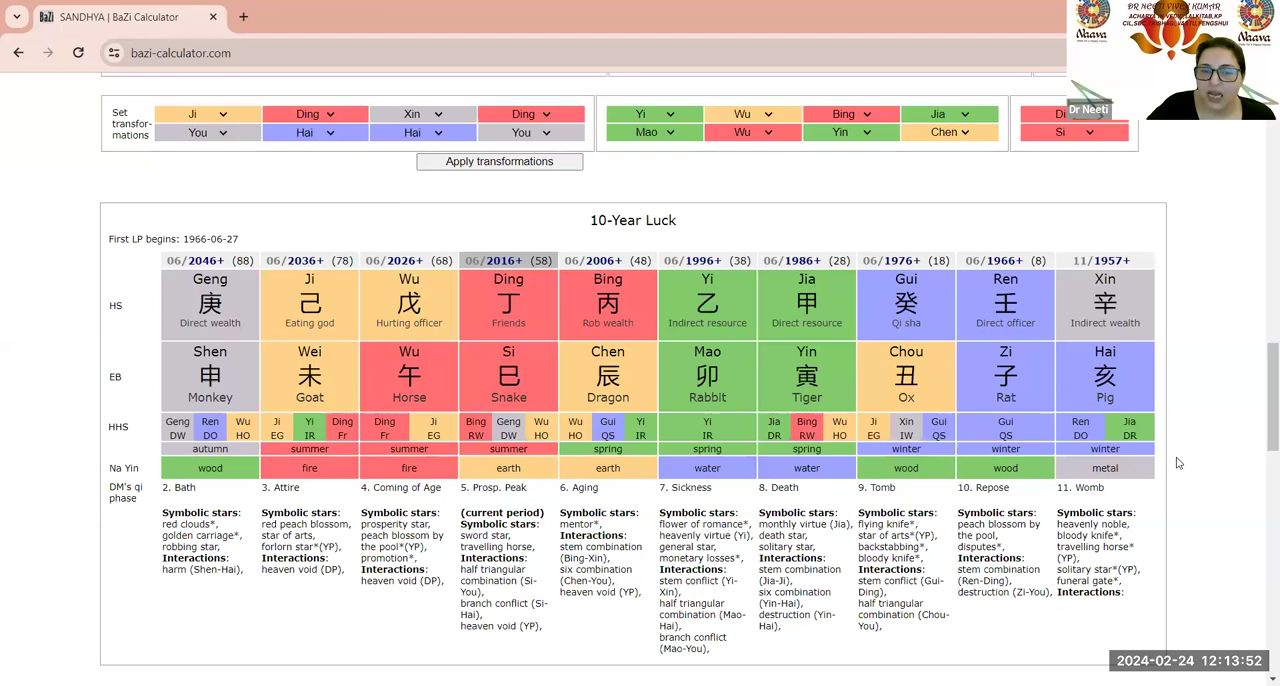 SANDHYA | BaZi Calculator
bazi-calculator.com
DR NEETI VIVEK KUMAR
Naava
Naava
Dr Neeti
Set transfor-mations
Ji Ding Xin Ding Yi Wu Bing Jia
You Hai Hai You Mao Wu Yin Chen Si
Apply transformations
10-Year Luck
First LP begins: 1966-06-27
06/2046+ (88) 06/2036+ (78) 06/2026+ (68) 06/2016+ (58) 06/2006+ (48) 06/1996+ (38) 06/1986+ (28) 06/1976+ (18) 06/1966+ (8) 11/1957+
Geng Ji Wu Ding Bing Yi Jia Gui Ren Xin
HS 庚 己 戊 丁 丙 乙 甲 癸 壬 辛
Direct wealth Eating god Hurting officer Friends Rob wealth Indirect resource Direct resource Qi sha Direct officer Indirect wealth
Shen Wei Wu Si Chen Mao Yin Chou Zi Hai
EB 申 未 午 巳 辰 卯 寅 丑 子 亥
Monkey Goat Horse Snake Dragon Rabbit Tiger Ox Rat Pig
HHS
Geng Ren Wu Ji Yi Ding Ding Ji Bing Geng Wu Wu Gui Yi Yi Jia Bing Wu Ji Xin Gui Gui Ren Jia
DW DO HO EG IR Fr Fr EG RW DW HO HO QS IR IR DR RW HO EG IW QS QS DO DR
autumn summer summer summer spring spring spring winter winter winter
Na Yin wood fire fire earth earth water water wood wood metal
DM's qi phase
2. Bath 3. Attire 4. Coming of Age 5. Prosp. Peak 6. Aging 7. Sickness 8. Death 9. Tomb 10. Repose 11. Womb
Symbolic stars:
red clouds*,
golden carriage*,
robbing star,
Interactions:
harm (Shen-Hai),
Symbolic stars:
red peach blossom,
star of arts,
forlorn star*(YP),
Interactions:
heaven void (DP),
Symbolic stars:
prosperity star,
peach blossom by
the pool*(YP),
promotion*,
Interactions:
heaven void (DP),
(current period)
Symbolic stars:
sword star,
travelling horse,
Interactions:
half triangular
combination (Si-
You),
branch conflict (Si-
Hai),
heaven void (YP),
Symbolic stars:
mentor*,
Interactions:
stem combination
(Bing-Xin),
six combination
(Chen-You),
heaven void (YP),
Symbolic stars:
flower of romance*,
heavenly virtue (Yi),
general star,
monetary losses*,
Interactions:
stem conflict (Yi-
Xin),
half triangular
combination (Mao-
Hai),
branch conflict
(Mao-You),
Symbolic stars:
monthly virtue (Jia),
death star,
solitary star,
Interactions:
stem combination
(Jia-Ji),
six combination
(Yin-Hai),
destruction (Yin-
Hai),
Symbolic stars:
flying knife*,
star of arts*(YP),
backstabbing*,
bloody knife*,
Interactions:
stem conflict (Gui-
Ding),
half triangular
combination (Chou-
You),
Symbolic stars:
peach blossom by
the pool,
disputes*,
Interactions:
stem combination
(Ren-Ding),
destruction (Zi-You),
Symbolic stars:
heavenly noble,
bloody knife*,
travelling horse*
(YP),
solitary star*(YP),
funeral gate*,
Interactions:
2024-02-24 12:13:52